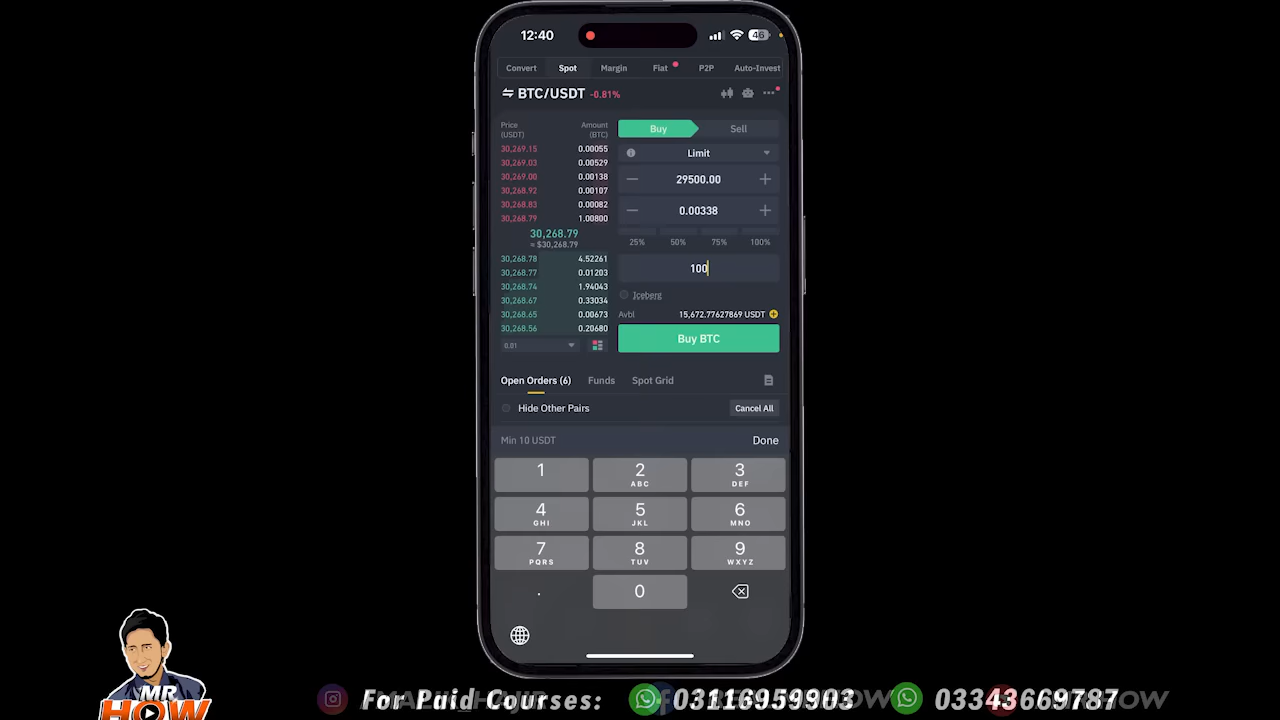 12:40
46
Convert Spot Margin Fiat P2P Auto-Invest
BTC/USDT -0.81%
Price (USDT) Amount (BTC)
30,269.15 0.00055
30,269.03 0.00529
30,269.00 0.00138
30,268.92 0.00107
30,268.83 0.00082
30,268.79 1.00800
30,268.79
≈ $30,268.79
30,268.78 4.52261
30,268.77 0.01203
30,268.74 1.94043
30,268.67 0.33034
30,268.65 0.00673
30,268.56 0.20680
0.01
Buy Sell
Limit
29500.00
0.00338
25% 50% 75% 100%
100
Iceberg
Avbl 15,672.77627869 USDT
Buy BTC
Open Orders (6) Funds Spot Grid
Hide Other Pairs Cancel All
Min 10 USDT Done
1 2 ABC 3 DEF
4 GHI 5 JKL 6 MNO
7 PQRS 8 TUV 9 WXYZ
. 0
MR
HOW
For Paid Courses: 03116959903 03343669787